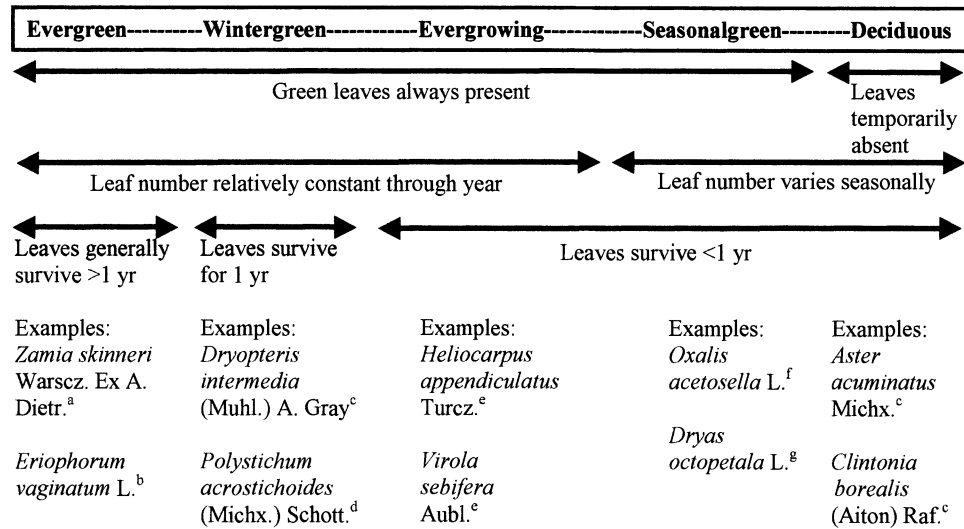 Evergreen----------Wintergreen------------Evergrowing-------------Seasonalgreen---------Deciduous
Green leaves always present
Leaves
temporarily
absent
Leaf number relatively constant through year
Leaf number varies seasonally
Leaves generally
survive >1 yr
Leaves survive
for 1 yr
Leaves survive <1 yr
Examples:
Zamia skinneri
Warscz. Ex A.
Dietr.a
Eriophorum
vaginatum L.b
Examples:
Dryopteris
intermedia
(Muhl.) A. Grayc
Polystichum
acrostichoides
(Michx.) Schott.d
Examples:
Heliocarpus
appendiculatus
Turcz.e
Virola
sebifera
Aubl.e
Examples:
Oxalis
acetosella L.f
Dryas
octopetala L.g
Examples:
Aster
acuminatus
Michx.c
Clintonia
borealis
(Aiton) Raf.c